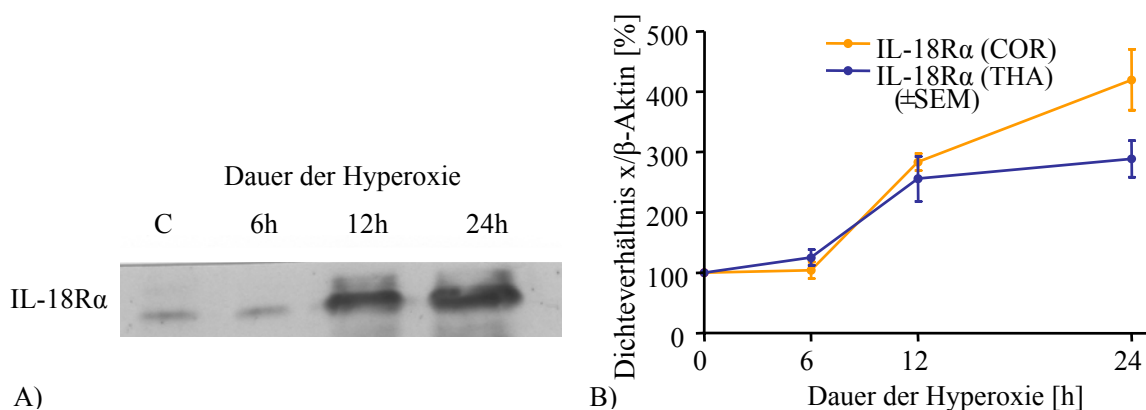 Dauer der Hyperoxie
C 6h 12h 24h
IL-18Rα
A)
Dichteverhältnis x/β-Aktin [%]
500
400
300
200
100
0
IL-18Rα (COR)
IL-18Rα (THA)
(±SEM)
0 6 12 24
Dauer der Hyperoxie [h]
B)